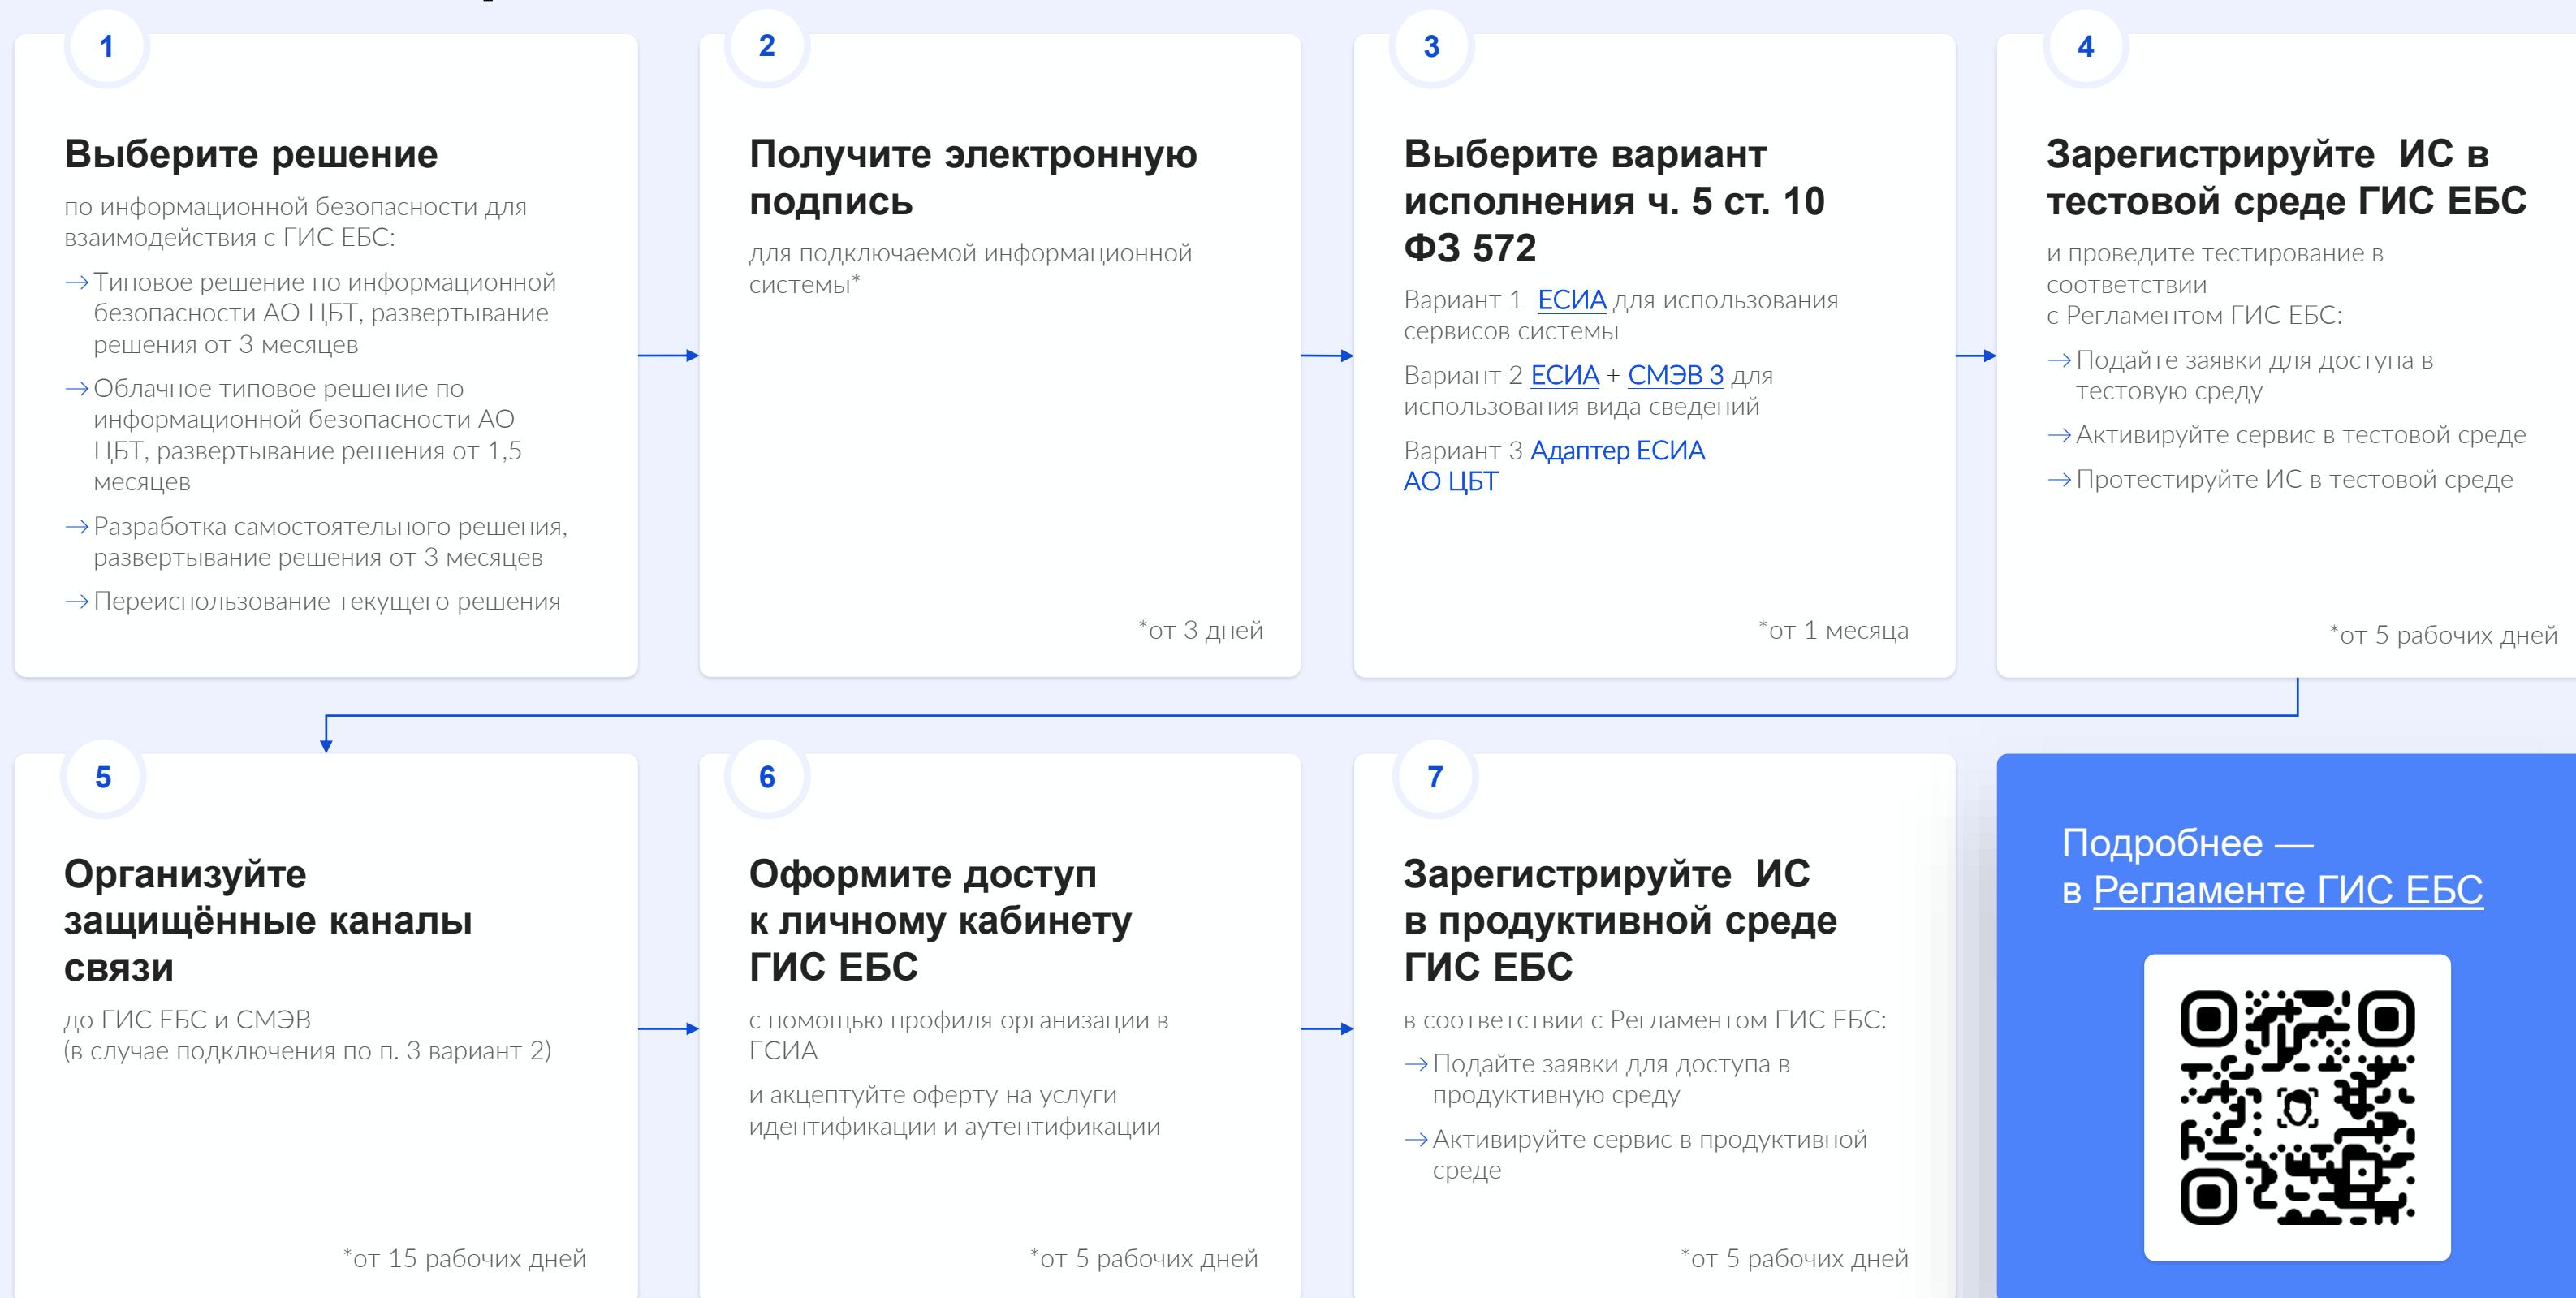 1
Выберите решение
по информационной безопасности для
взаимодействия с ГИС ЕБС:
→Типовое решение по информационной
безопасности АО ЦБТ, развертывание
решения от 3 месяцев
→Облачное типовое решение по
информационной безопасности АО
ЦБТ, развертывание решения от 1,5
месяцев
→Разработка самостоятельного решения,
развертывание решения от 3 месяцев
→Переиспользование текущего решения
2
Получите электронную
подпись
для подключаемой информационной
системы*
*от 3 дней
3
Выберите вариант
исполнения ч. 5 ст. 10
ФЗ 572
Вариант 1 ЕСИА для использования
сервисов системы
Вариант 2 ЕСИА + СМЭВ 3 для
использования вида сведений
Вариант 3 Адаптер ЕСИА
АО ЦБТ
*от 1 месяца
4
Зарегистрируйте ИС в
тестовой среде ГИС ЕБС
и проведите тестирование в
соответствии
с Регламентом ГИС ЕБС:
→Подайте заявки для доступа в
тестовую среду
→Активируйте сервис в тестовой среде
→Протестируйте ИС в тестовой среде
*от 5 рабочих дней
5
Организуйте
защищённые каналы
связи
до ГИС ЕБС и СМЭВ
(в случае подключения по п. 3 вариант 2)
*от 15 рабочих дней
6
Оформите доступ
к личному кабинету
ГИС ЕБС
с помощью профиля организации в
ЕСИА
и акцептуйте оферту на услуги
идентификации и аутентификации
*от 5 рабочих дней
7
Зарегистрируйте ИС
в продуктивной среде
ГИС ЕБС
в соответствии с Регламентом ГИС ЕБС:
→Подайте заявки для доступа в
продуктивную среду
→Активируйте сервис в продуктивной
среде
*от 5 рабочих дней
Подробнее —
в Регламенте ГИС ЕБС